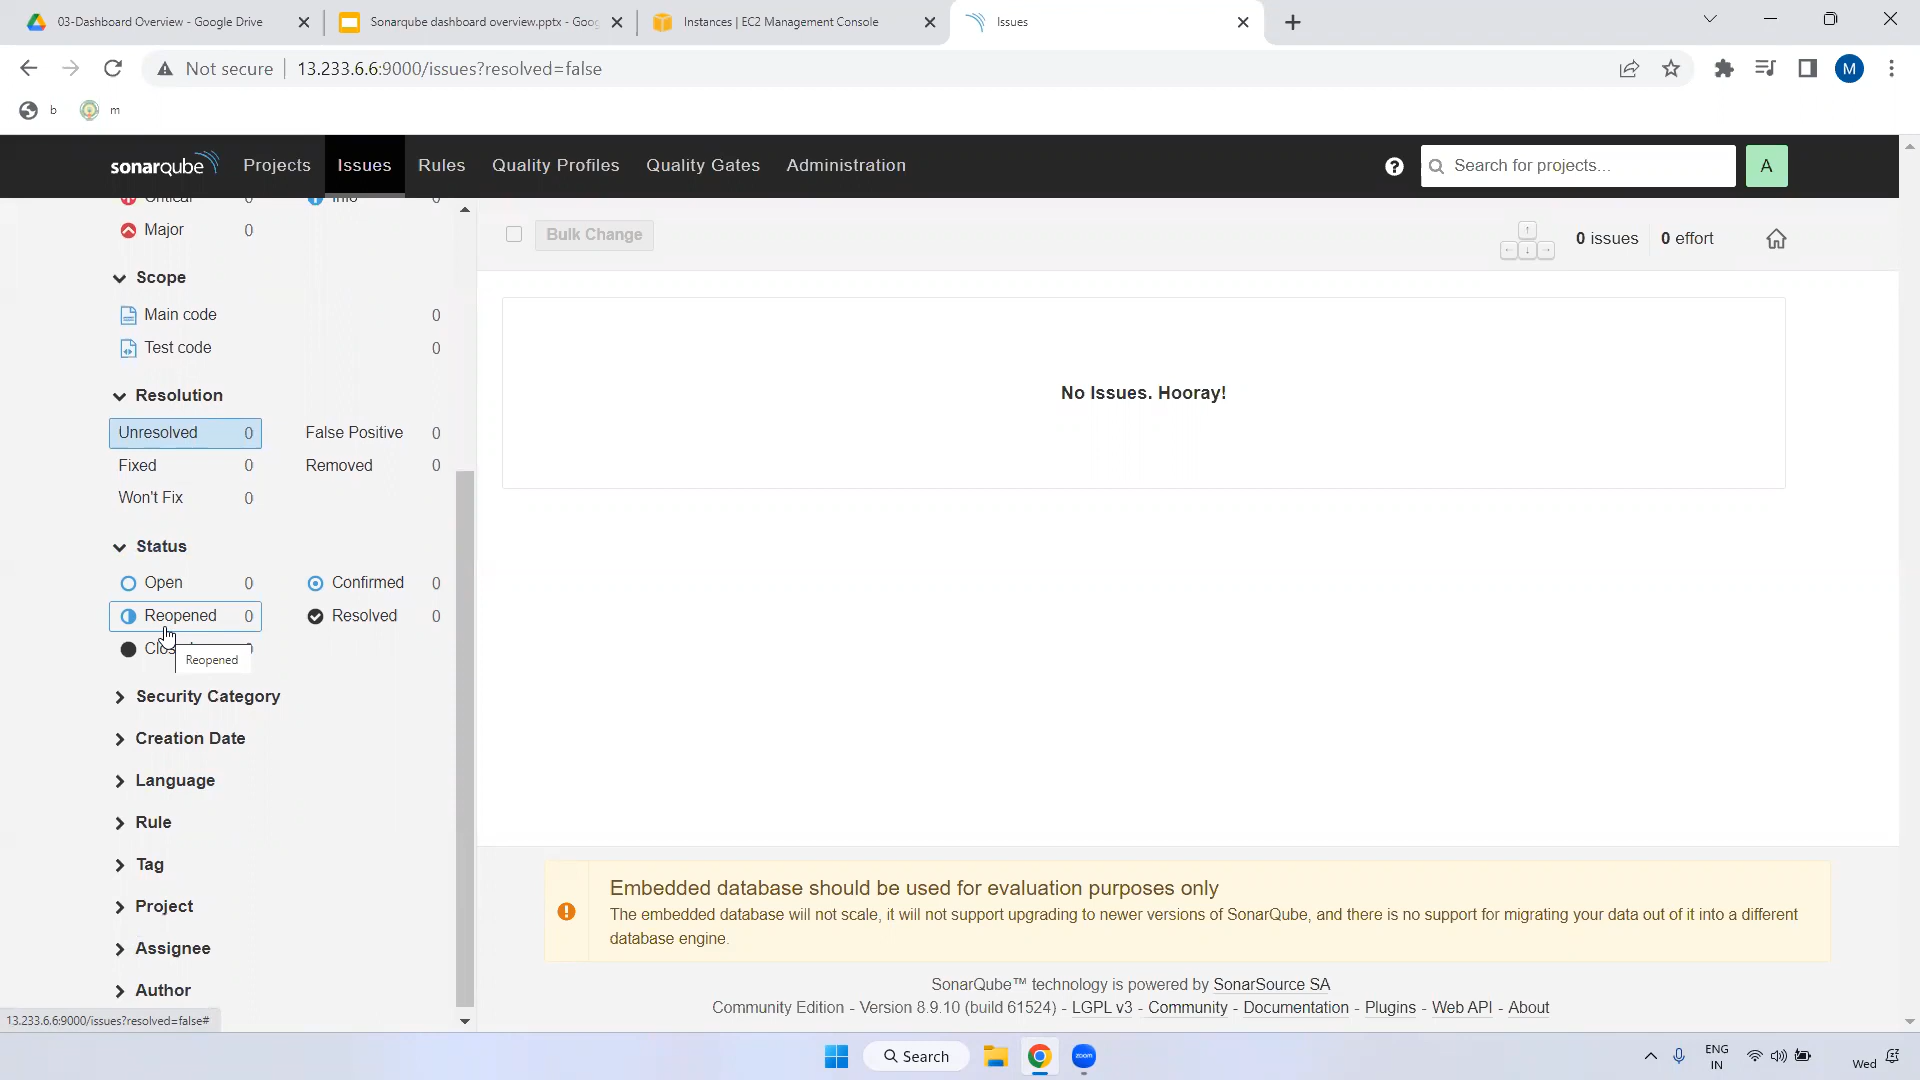 03-Dashboard Overview - Google Drive
Sonarqube dashboard overview.pptx - Goog
Instances | EC2 Management Console
Issues
Not secure
13.233.6.6:9000/issues?resolved=false
M
b
m
sonarqube
Projects
Issues
Rules
Quality Profiles
Quality Gates
Administration
Search for projects...
A
Critical 0
Info 0
Major 0
Scope
Main code 0
Test code 0
Resolution
Unresolved 0
False Positive 0
Fixed 0
Removed 0
Won't Fix 0
Status
Open 0
Confirmed 0
Reopened 0
Resolved 0
Reopened
Security Category
Creation Date
Language
Rule
Tag
Project
Assignee
Author
13.233.6.6:9000/issues?resolved=false#
Bulk Change
0 issues
0 effort
No Issues. Hooray!
Embedded database should be used for evaluation purposes only
The embedded database will not scale, it will not support upgrading to newer versions of SonarQube, and there is no support for migrating your data out of it into a different
database engine.
SonarQube™ technology is powered by SonarSource SA
Community Edition - Version 8.9.10 (build 61524) - LGPL v3 - Community - Documentation - Plugins - Web API - About
Search
zoom
ENG
IN
Wed